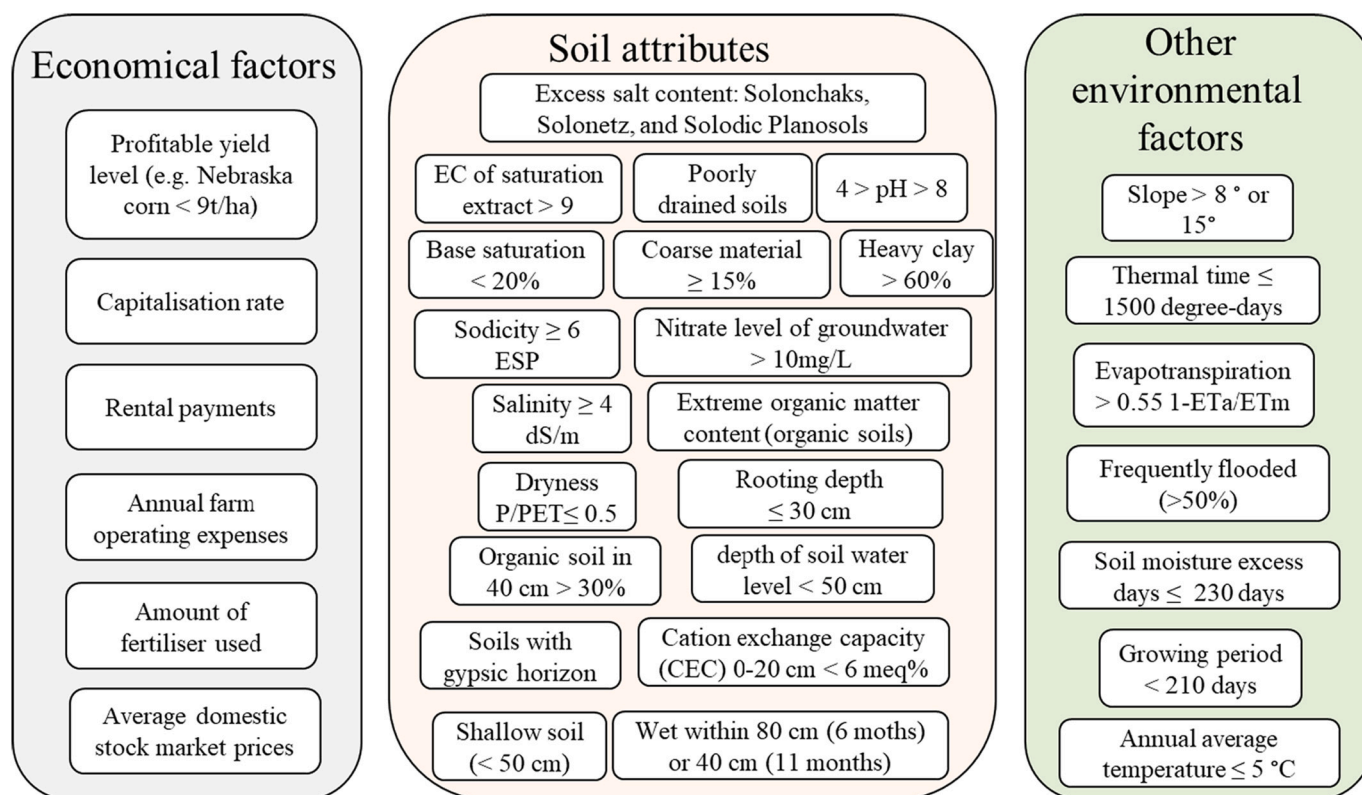 Economical factors
Profitable yield
level (e.g. Nebraska
corn < 9t/ha)
Capitalisation rate
Rental payments
Annual farm
operating expenses
Amount of
fertiliser used
Average domestic
stock market prices
Soil attributes
Excess salt content: Solonchaks,
Solonetz, and Solodic Planosols
EC of saturation
extract > 9
Poorly
drained soils
4 > pH > 8
Base saturation
< 20%
Coarse material
≥ 15%
Heavy clay
> 60%
Sodicity ≥ 6
ESP
Nitrate level of groundwater
> 10mg/L
Salinity ≥ 4
dS/m
Extreme organic matter
content (organic soils)
Dryness
P/PET≤ 0.5
Rooting depth
≤ 30 cm
Organic soil in
40 cm > 30%
depth of soil water
level < 50 cm
Soils with
gypsic horizon
Cation exchange capacity
(CEC) 0-20 cm < 6 meq%
Shallow soil
(< 50 cm)
Wet within 80 cm (6 moths)
or 40 cm (11 months)
Other
environmental
factors
Slope > 8 ° or
15°
Thermal time ≤
1500 degree-days
Evapotranspiration
> 0.55 1-ETa/ETm
Frequently flooded
(>50%)
Soil moisture excess
days ≤ 230 days
Growing period
< 210 days
Annual average
temperature ≤ 5 °C